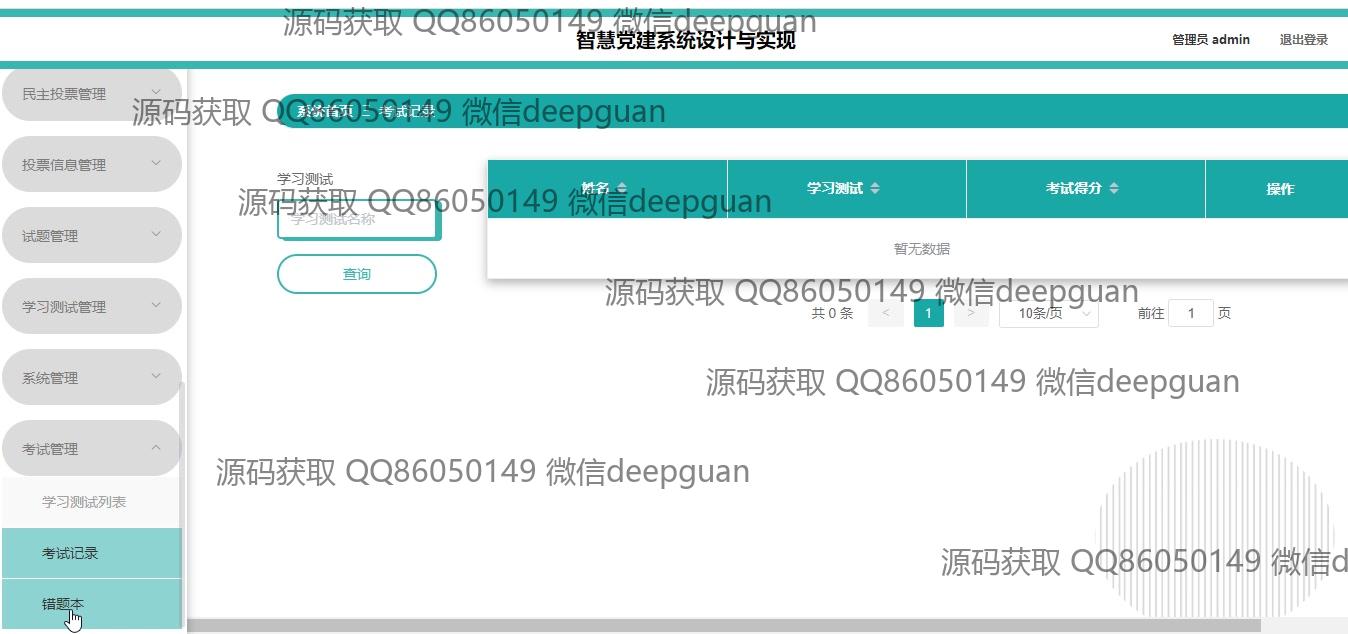 源码获取 QQ86050149 微信deepguan
智慧党建系统设计与实现
管理员 admin
退出登录
民主投票管理
投票信息管理
试题管理
学习测试管理
系统管理
考试管理
学习测试列表
考试记录
错题本
源码获取 QQ86050149 微信deepguan
系统首页
考试记录
学习测试
学习测试名称
查询
源码获取 QQ86050149 微信deepguan
姓名
学习测试
考试得分
操作
暂无数据
源码获取 QQ86050149 微信deepguan
共 0 条
<
1
>
10条/页
前往
1
页
源码获取 QQ86050149 微信deepguan
源码获取 QQ86050149 微信deepguan
源码获取 QQ86050149 微信d